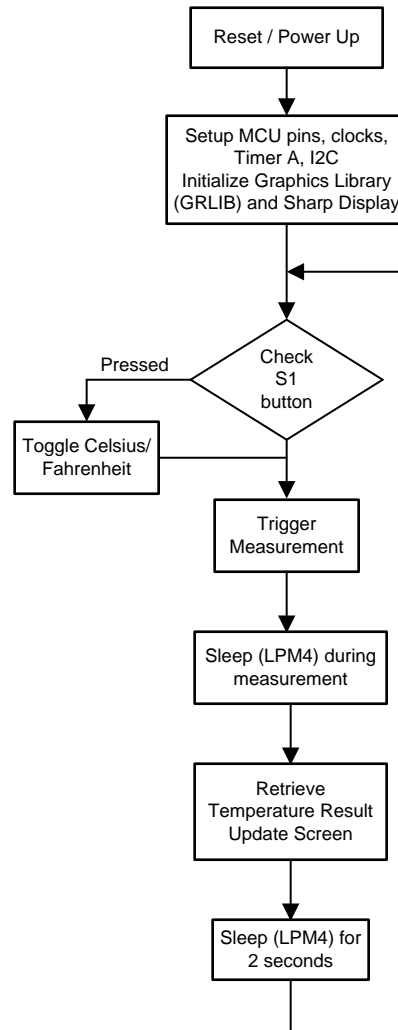 Reset / Power Up
Setup MCU pins, clocks,
Timer A, I2C
Initialize Graphics Library
(GRLIB) and Sharp Display
Check
S1
button
Pressed
Toggle Celsius/
Fahrenheit
Trigger
Measurement
Sleep (LPM4) during
measurement
Retrieve
Temperature Result
Update Screen
Sleep (LPM4) for
2 seconds